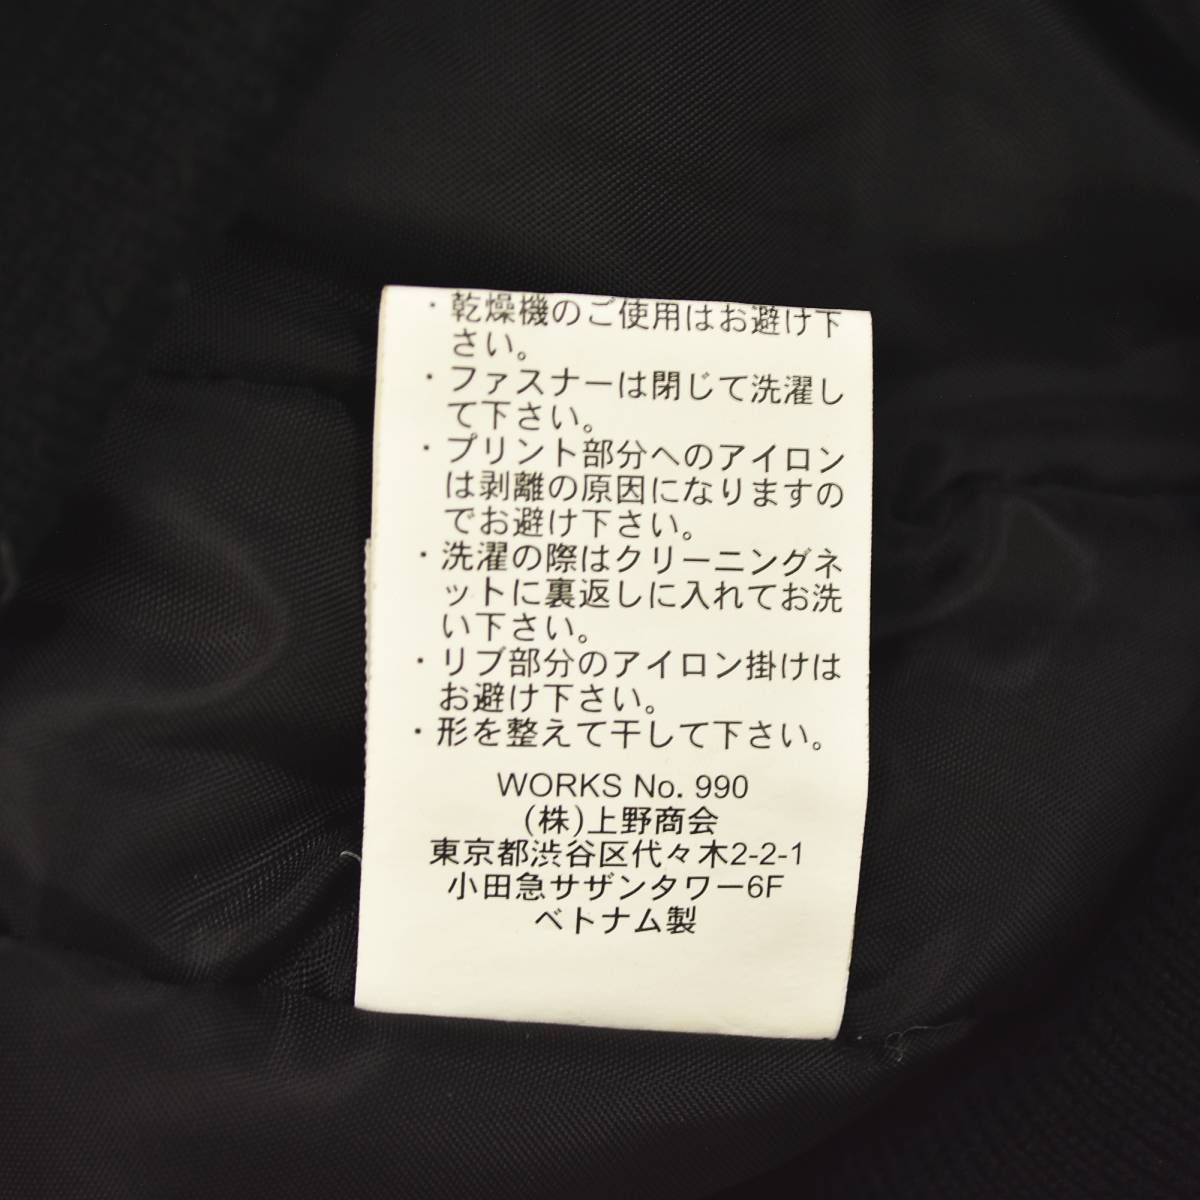 ・乾燥機のご使用はお避け下
さい。
・ファスナーは閉じて洗濯し
て下さい。
・プリント部分へのアイロン
は剥離の原因になりますの
でお避け下さい。
・洗濯の際はクリーニングネ
ットに裏返しに入れてお洗
い下さい。
・リブ部分のアイロン掛けは
お避け下さい。
・形を整えて干して下さい。
WORKS No. 990
(株)上野商会
東京都渋谷区代々木2-2-1
小田急サザンタワー6F
ベトナム製